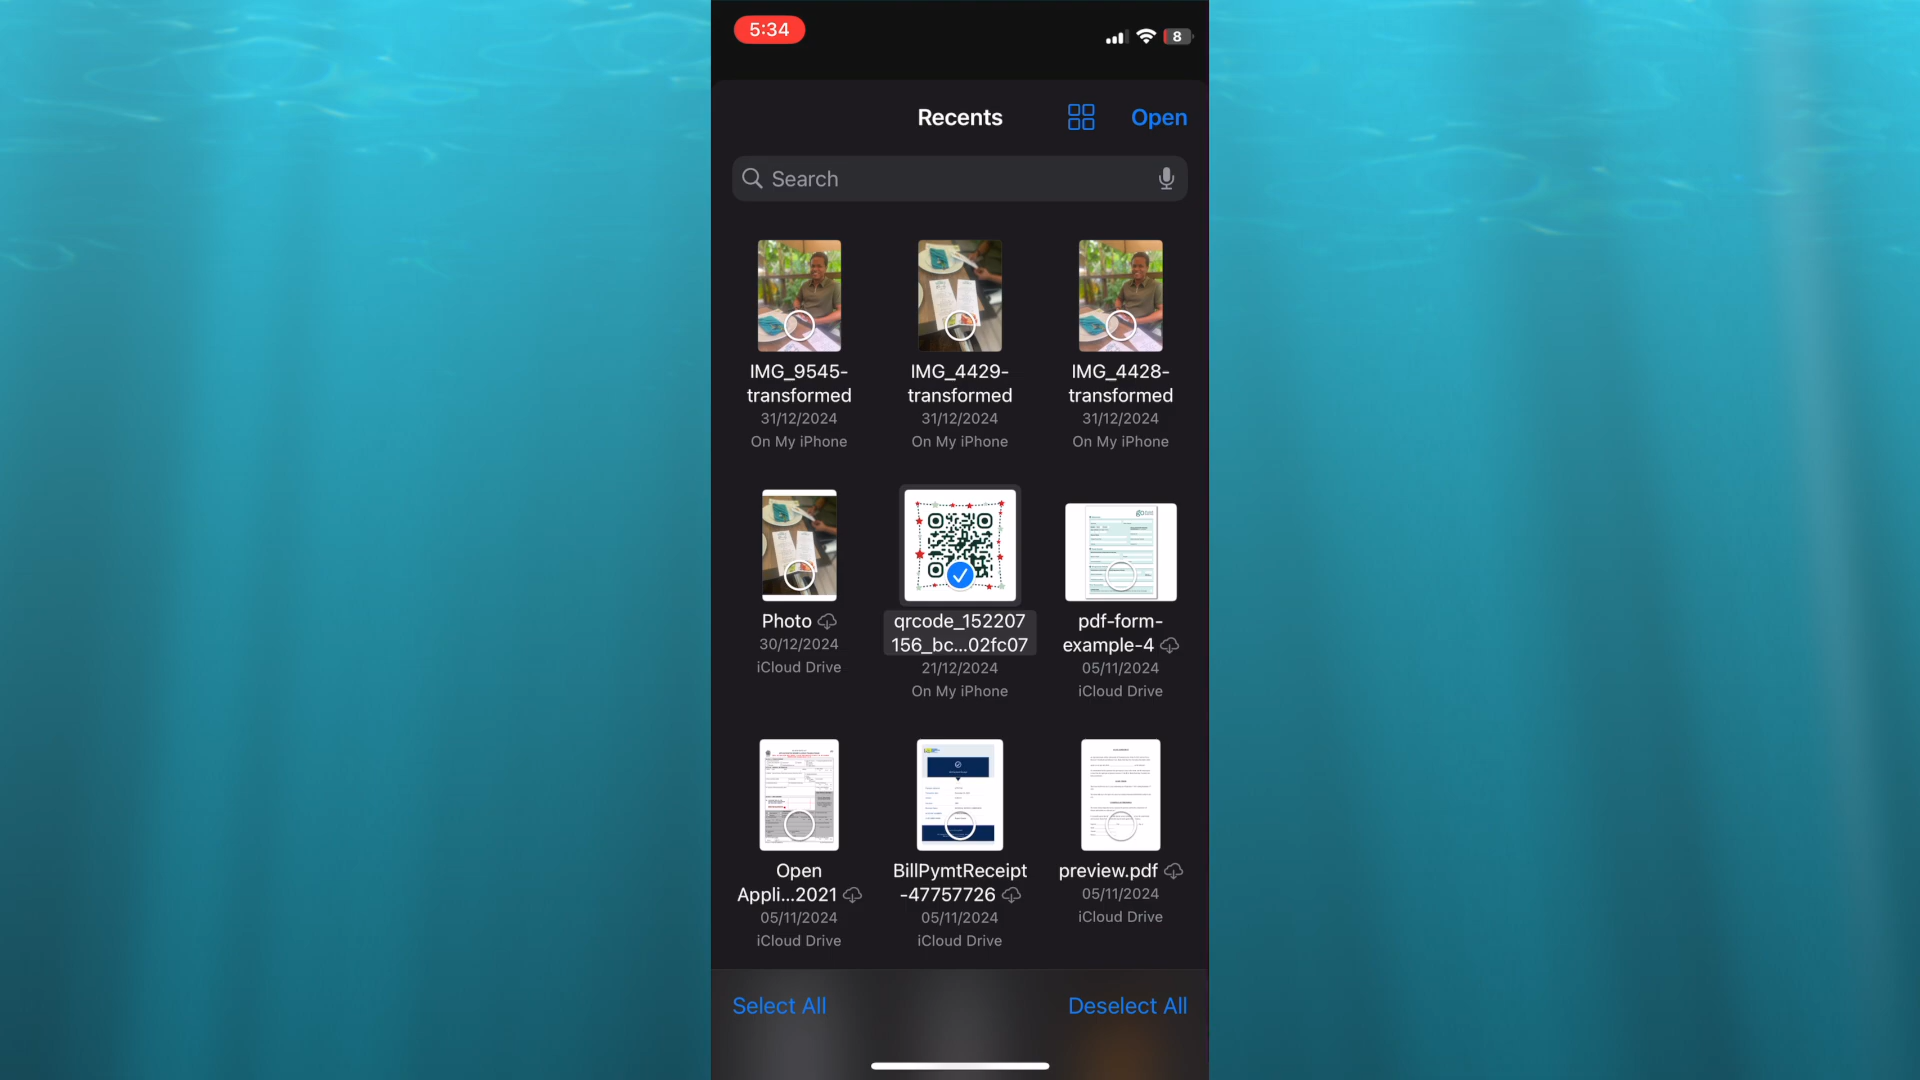 5:34
8
Recents
Open
Search
IMG_9545-
transformed
31/12/2024
On My iPhone
IMG_4429-
transformed
31/12/2024
On My iPhone
IMG_4428-
transformed
31/12/2024
On My iPhone
Photo
30/12/2024
iCloud Drive
qrcode_152207
156_bc...02fc07
21/12/2024
On My iPhone
pdf-form-
example-4
05/11/2024
iCloud Drive
Open
Appli...2021
05/11/2024
iCloud Drive
BillPymtReceipt
-47757726
05/11/2024
iCloud Drive
preview.pdf
05/11/2024
iCloud Drive
Select All
Deselect All